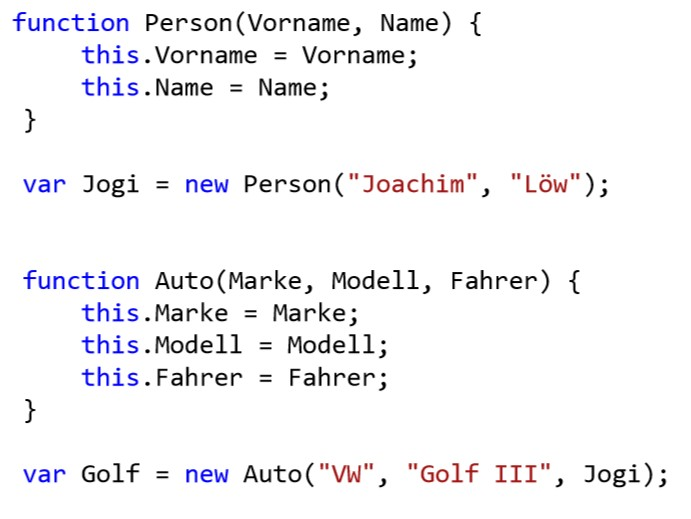 function Person(Vorname, Name) {
    this.Vorname = Vorname;
    this.Name = Name;
}
var Jogi = new Person("Joachim", "Löw");
function Auto(Marke, Modell, Fahrer) {
    this.Marke = Marke;
    this.Modell = Modell;
    this.Fahrer = Fahrer;
}
var Golf = new Auto("VW", "Golf III", Jogi);